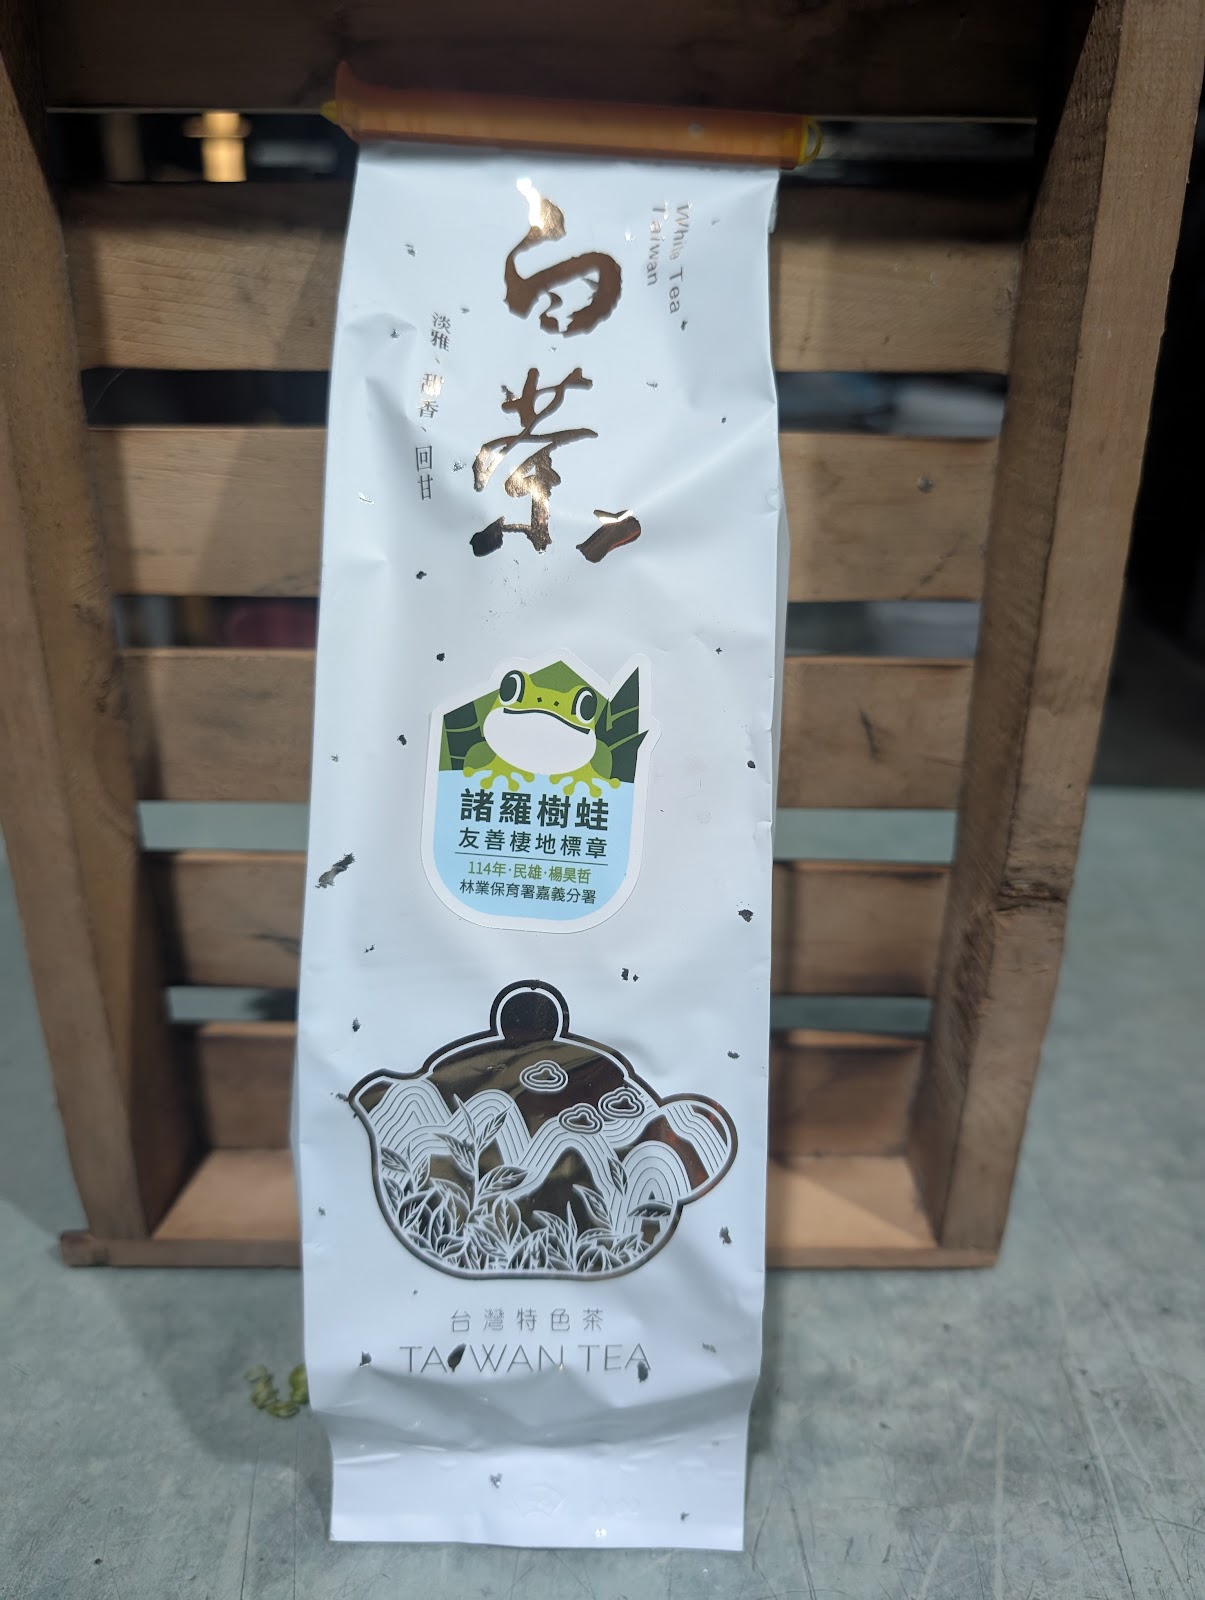 White Tea
Taiwan
白茶
淡雅、甜香、回甘
諸羅樹蛙
友善棲地標章
114年·民雄·楊昊哲
林業保育署嘉義分署
台灣特色茶
TAIWAN TEA